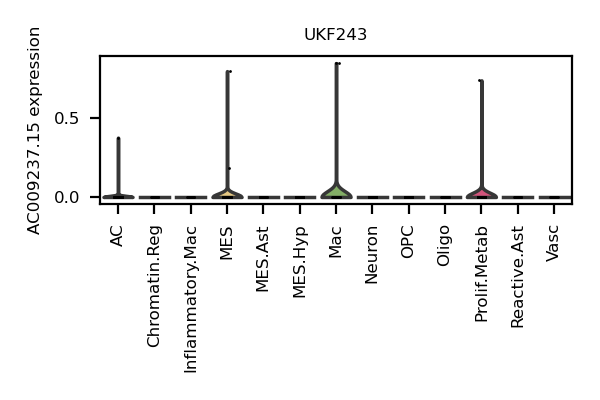 UKF243
AC009237.15 expression
0.5
0.0
AC
Chromatin.Reg
Inflammatory.Mac
MES
MES.Ast
MES.Hyp
Mac
Neuron
OPC
Oligo
Prolif.Metab
Reactive.Ast
Vasc